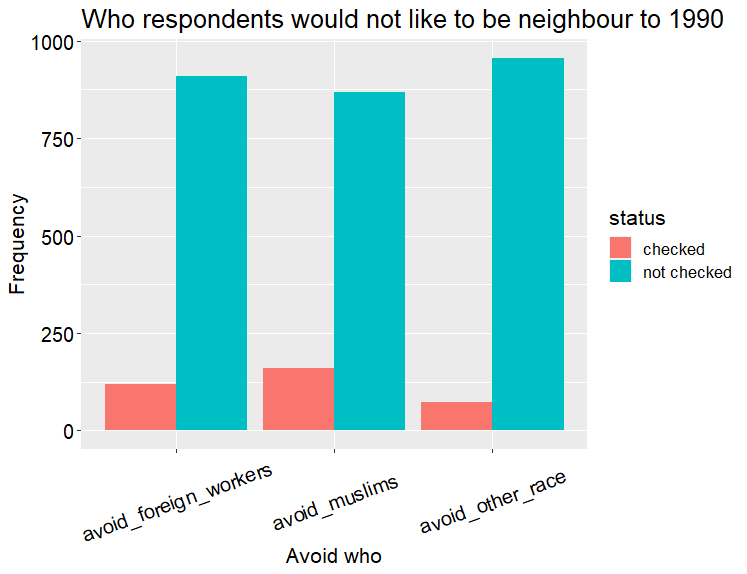 Who respondents would not like to be neighbour to 1990
1000
750
500
250
0
Frequency
avoid_foreign_workers
avoid_muslims
avoid_other_race
Avoid who
status
checked
not checked